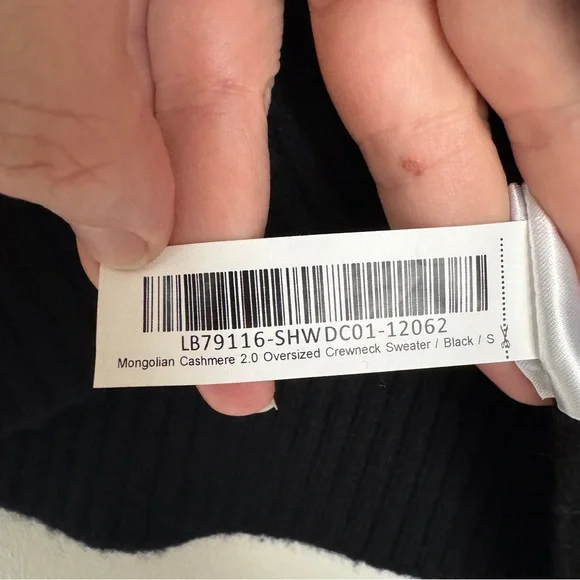 LB79116-SHWDC01-12062
Mongolian Cashmere 2.0 Oversized Crewneck Sweater / Black / S